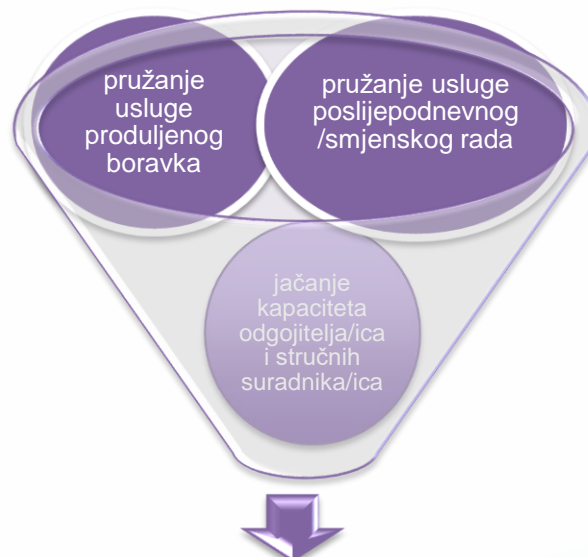 pružanje
usluge
produljenog
boravka
pružanje usluge
poslijepodnevnog
/smjenskog rada
jačanje
kapaciteta
odgojitelja/ica
i stručnih
suradnika/ica